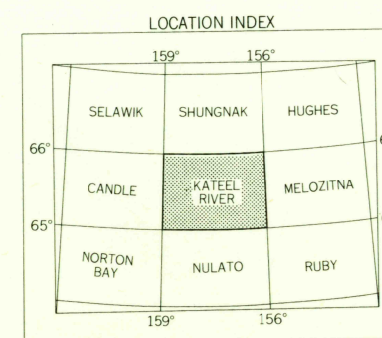 LOCATION INDEX
159° 156°
SELAWIK SHUNGNAK HUGHES
66°
CANDLE KATEEL RIVER MELOZITNA
65°
NORTON BAY NULATO RUBY
159° 156°